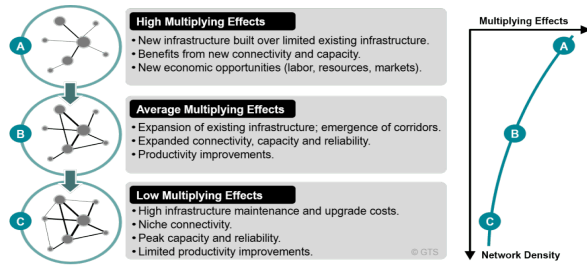 A
High Multiplying Effects
• New infrastructure built over limited existing infrastructure.
• Benefits from new connectivity and capacity.
• New economic opportunities (labor, resources, markets).
B
Average Multiplying Effects
• Expansion of existing infrastructure; emergence of corridors.
• Expanded connectivity, capacity and reliability.
• Productivity improvements.
C
Low Multiplying Effects
• High infrastructure maintenance and upgrade costs.
• Niche connectivity.
• Peak capacity and reliability.
• Limited productivity improvements.
© GTS
Multiplying Effects
A
B
C
Network Density